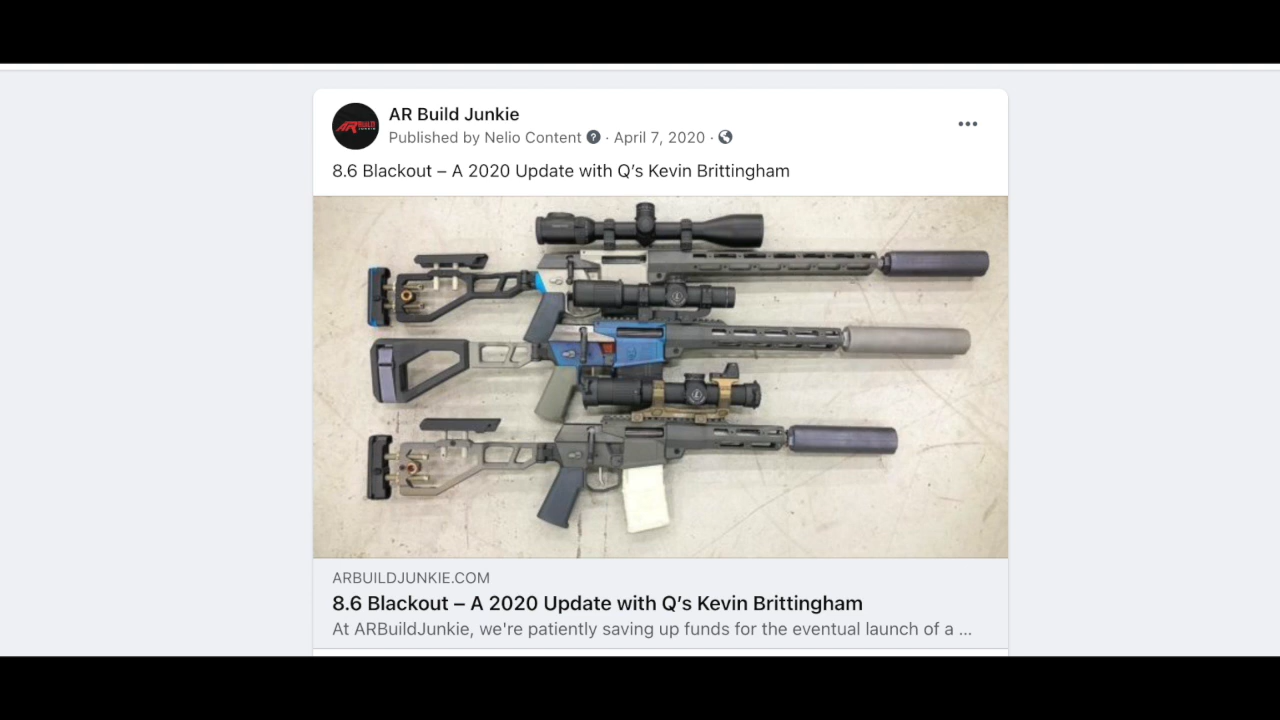 AR Build Junkie
Published by Nelio Content ? · April 7, 2020 ·
8.6 Blackout – A 2020 Update with Q's Kevin Brittingham
ARBUILDJUNKIE.COM
8.6 Blackout – A 2020 Update with Q's Kevin Brittingham
At ARBuildJunkie, we're patiently saving up funds for the eventual launch of a ...